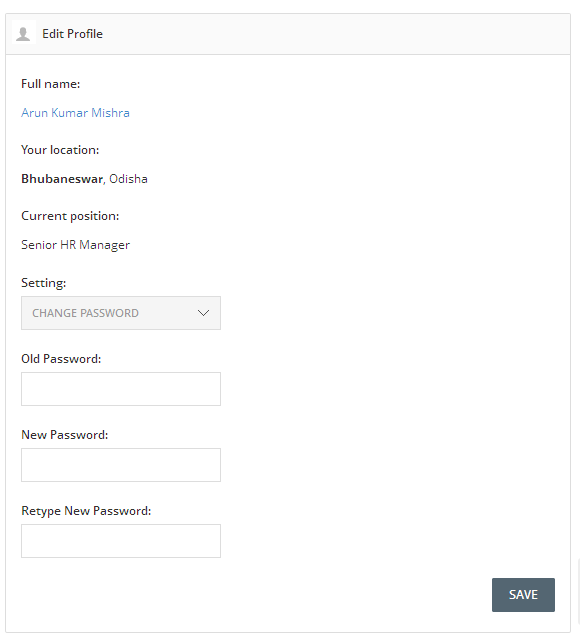 Edit Profile
Full name:
Arun Kumar Mishra
Your location:
Bhubaneswar, Odisha
Current position:
Senior HR Manager
Setting:
CHANGE PASSWORD
Old Password:
New Password:
Retype New Password:
SAVE